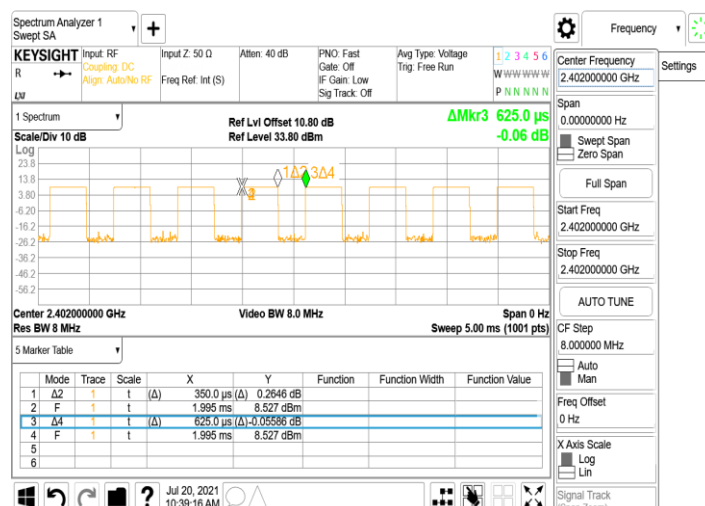 Spectrum Analyzer 1
Swept SA
Frequency
KEYSIGHT
R
LXI
Input: RF
Coupling: DC
Align: Auto/No RF
Input Z: 50 Ω
Freq Ref: Int (S)
Atten: 40 dB
PNO: Fast
Gate: Off
IF Gain: Low
Sig Track: Off
Avg Type: Voltage
Trig: Free Run
1 2 3 4 5 6
W W W W W W
P N N N N N
1 Spectrum
Scale/Div 10 dB
Ref Lvl Offset 10.80 dB
Ref Level 33.80 dBm
ΔMkr3 625.0 µs
-0.06 dB
Log
23.8
13.8
3.80
-6.20
-16.2
-26.2
-36.2
-46.2
-56.2
3Δ4
Center 2.402000000 GHz
Res BW 8 MHz
Video BW 8.0 MHz
Span 0 Hz
Sweep 5.00 ms (1001 pts)
5 Marker Table
Mode Trace Scale X Y Function Function Width Function Value
1 Δ2 1 t (Δ) 350.0 µs (Δ) 0.2646 dB
2 F 1 t 1.995 ms 8.527 dBm
3 Δ4 1 t (Δ) 625.0 µs (Δ) -0.05586 dB
4 F 1 t 1.995 ms 8.527 dBm
5
6
Jul 20, 2021
10:39:16 AM
Settings
Center Frequency
2.402000000 GHz
Span
0.00000000 Hz
Swept Span
Zero Span
Full Span
Start Freq
2.402000000 GHz
Stop Freq
2.402000000 GHz
AUTO TUNE
CF Step
8.000000 MHz
Auto
Man
Freq Offset
0 Hz
X Axis Scale
Log
Lin
Signal Track